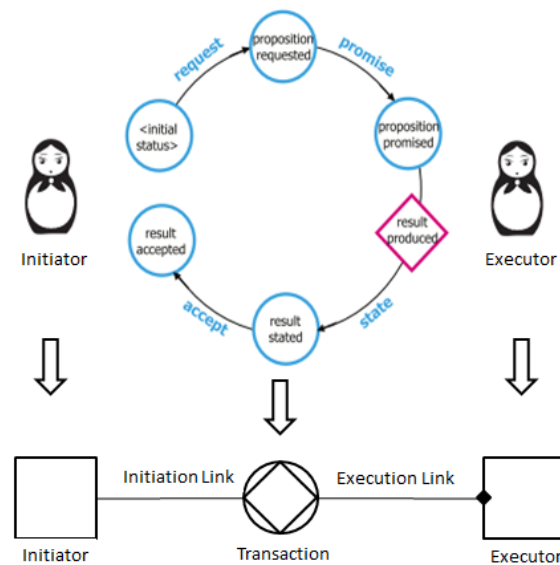 proposition
requested
request
promise
<initial
status>
proposition
promised
result
accepted
result
produced
Initiator
Executor
accept
state
result
stated
Initiation Link
Execution Link
Initiator
Transaction
Executor